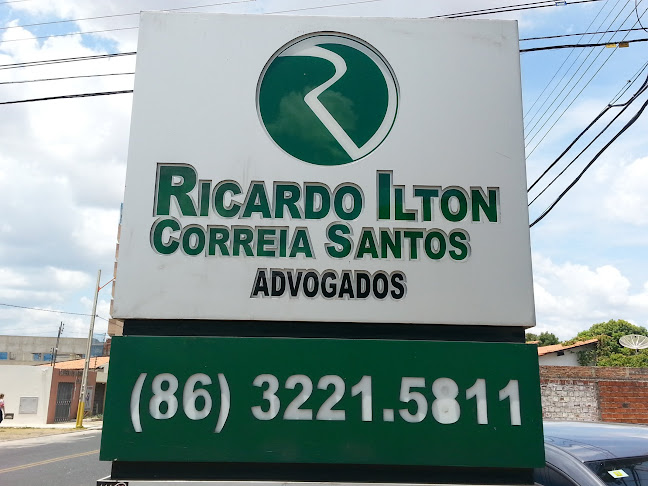 RICARDO ILTON
CORREIA SANTOS
ADVOGADOS
(86) 3221.5811